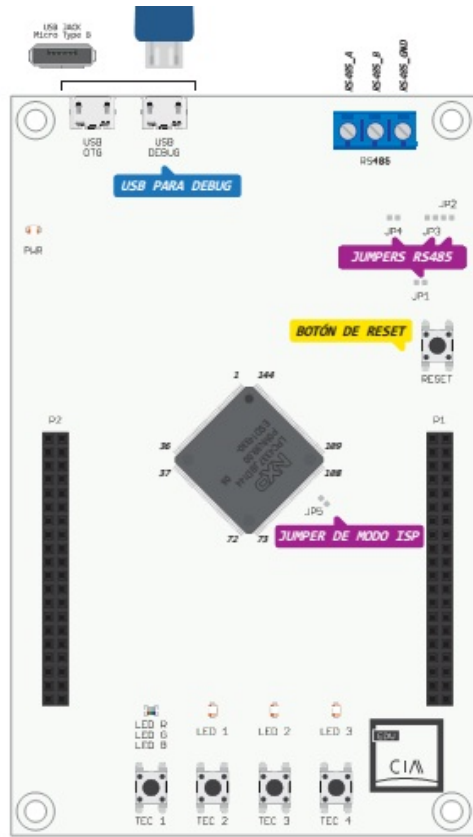 USB JACK
Micro Type B
RS485_A
RS485_B
RS485_GND
USB
OTG
USB
DEBUG
RS485
USB PARA DEBUG
JP2
JP4
JP3
PWR
JUMPERS RS485
JP1
BOTÓN DE RESET
RESET
1
144
P2
P1
36
109
37
108
NXP
JP5
72
73
JUMPER DE MODO ISP
LED R
LED G
LED B
LED 1
LED 2
LED 3
EDU
CIAA
TEC 1
TEC 2
TEC 3
TEC 4